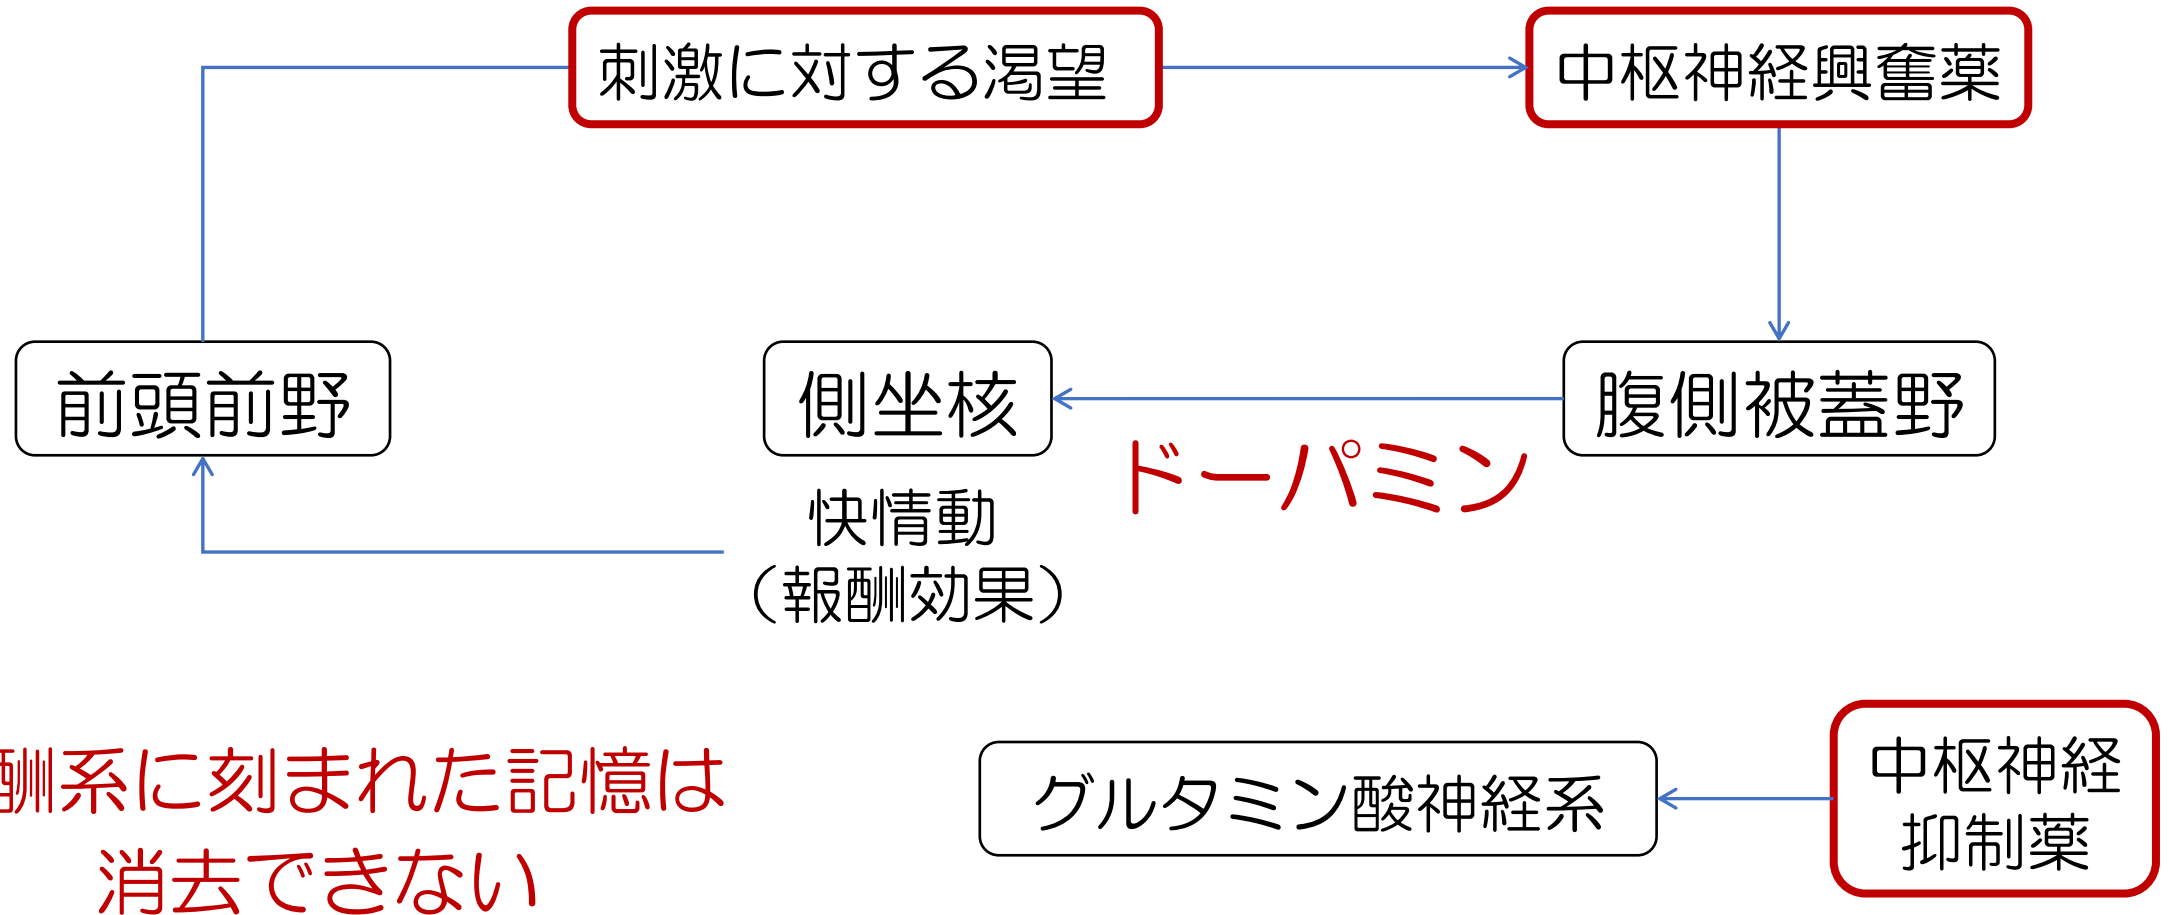 刺激に対する渇望
中枢神経興奮薬
前頭前野
側坐核
腹側被蓋野
ドーパミン
快情動
（報酬効果）
酬系に刻まれた記憶は
消去できない
グルタミン酸神経系
中枢神経
抑制薬